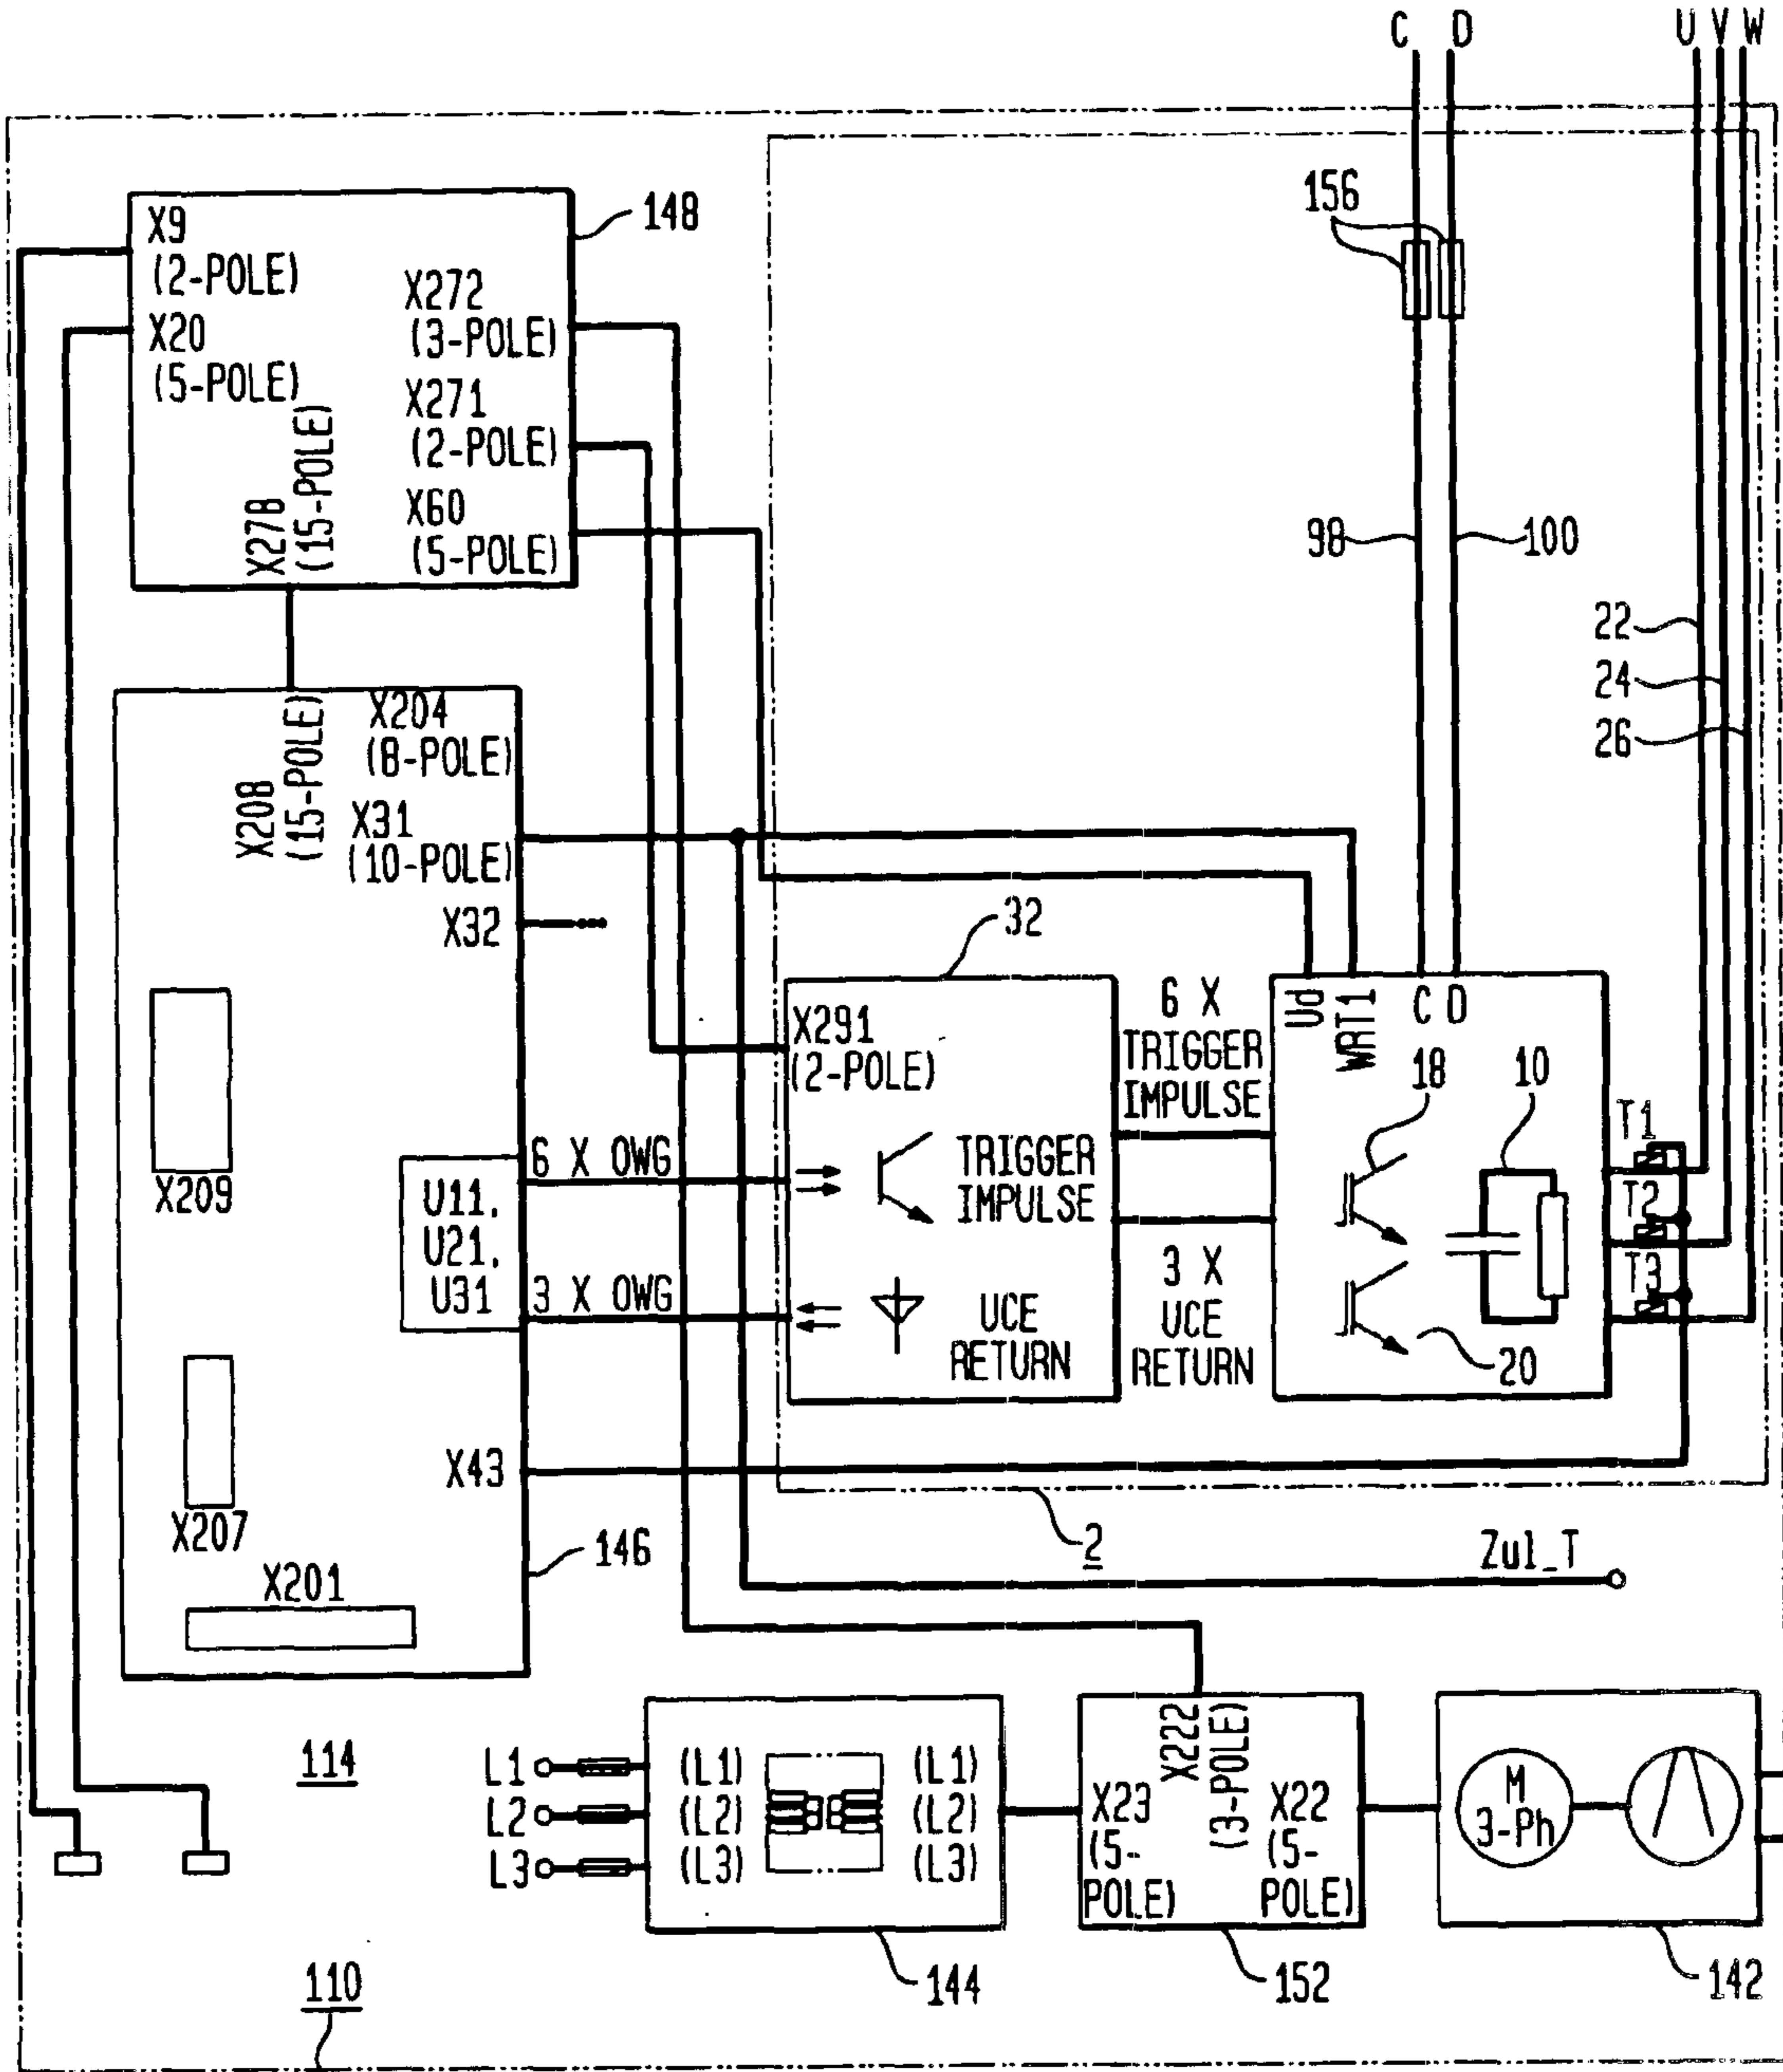 C D
U V W
156
148
X9
(2-POLE)
X20
(5-POLE)
X272
(3-POLE)
X271
(2-POLE)
X60
(5-POLE)
X278
(15-POLE)
98
100
22
24
26
X204
(8-POLE)
X208
(15-POLE)
X31
(10-POLE)
X32
32
X209
U11,
U21,
U31
6 X OWG
3 X OWG
X291
(2-POLE)
TRIGGER
IMPULSE
UCE
RETURN
6 X
TRIGGER
IMPULSE
3 X
UCE
RETURN
Ud
WRT1
C D
18
10
20
T1
T2
T3
X43
X207
X201
146
2
Zul_T
114
L1
L2
L3
(L1)
(L2)
(L3)
(L1)
(L2)
(L3)
144
X23
(5-
POLE)
X222
(3-POLE)
X22
(5-
POLE)
152
M
3-Ph
142
110